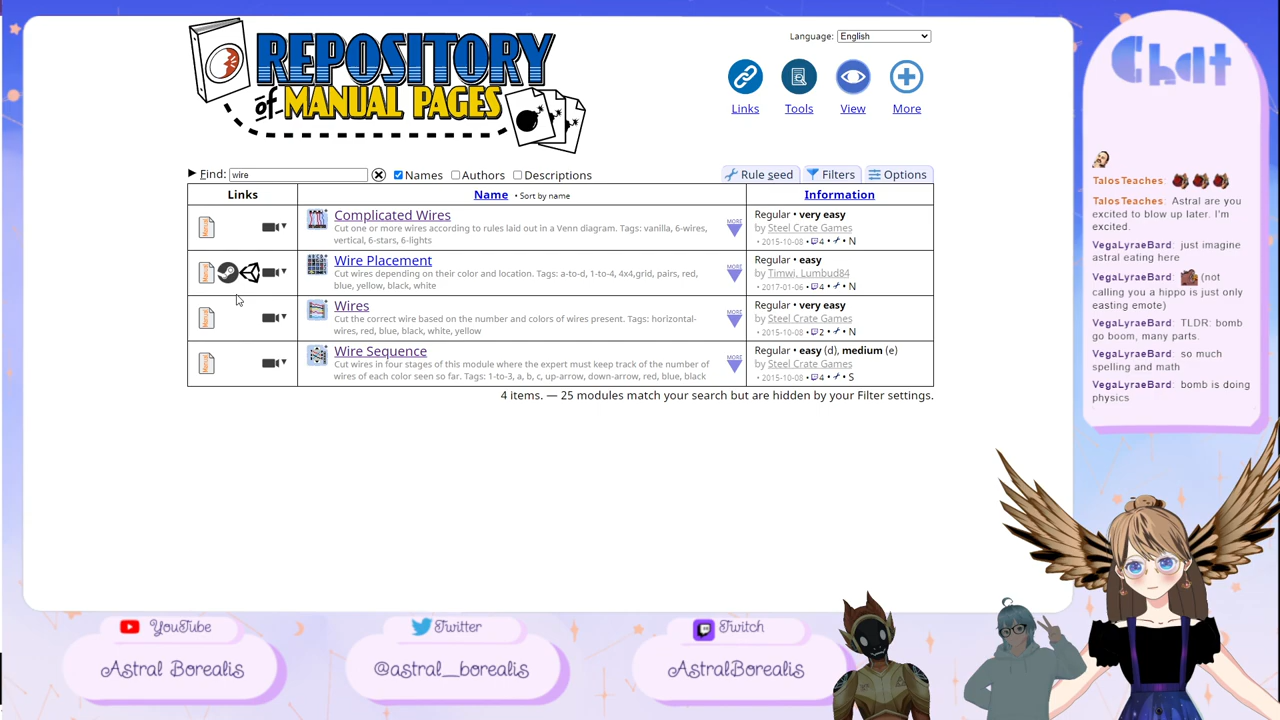 REPOSITORY
of MANUAL PAGES
Language: English
Links
Tools
View
More
Find: wire
Names
Authors
Descriptions
Rule seed
Filters
Options
Links
Name • Sort by name
Information
Manual
Complicated Wires
Cut one or more wires according to rules laid out in a Venn diagram. Tags: vanilla, 6-wires,
vertical, 6-stars, 6-lights
MORE
Regular • very easy
by Steel Crate Games
• 2015-10-08 • 4 • • N
Manual
Wire Placement
Cut wires depending on their color and location. Tags: a-to-d, 1-to-4, 4x4,grid, pairs, red,
blue, yellow, black, white
MORE
Regular • easy
by Timwi, Lumbud84
• 2017-01-06 • 4 • • N
Manual
Wires
Cut the correct wire based on the number and colors of wires present. Tags: horizontal-
wires, red, blue, black, white, yellow
MORE
Regular • very easy
by Steel Crate Games
• 2015-10-08 • 2 • • N
Manual
Wire Sequence
Cut wires in four stages of this module where the expert must keep track of the number of
wires of each color seen so far. Tags: 1-to-3, a, b, c, up-arrow, down-arrow, red, blue, black
MORE
Regular • easy (d), medium (e)
by Steel Crate Games
• 2015-10-08 • 4 • • S
4 items. — 25 modules match your search but are hidden by your Filter settings.
Chat
TalosTeaches:
TalosTeaches: Astral are you
excited to blow up later. I'm
excited.
VegaLyraeBard: just imagine
astral eating here
VegaLyraeBard: (not
calling you a hippo is just only
easting emote)
VegaLyraeBard: TLDR: bomb
go boom, many parts.
VegaLyraeBard: so much
spelling and math
VegaLyraeBard: bomb is doing
physics
YouTube
Astral Borealis
Twitter
@astral__borealis
Twitch
AstralBorealis